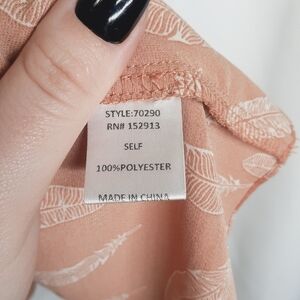 STYLE:70290
RN# 152913
SELF
100%POLYESTER
MADE IN CHINA